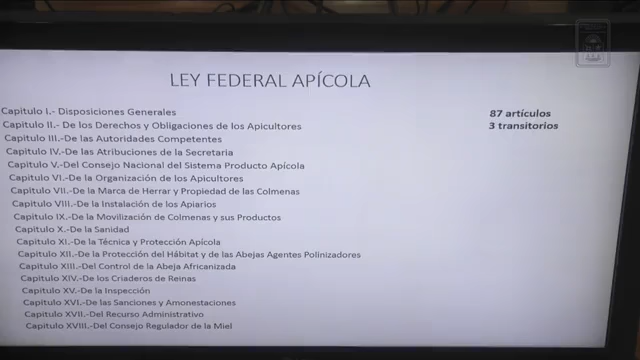 LEY FEDERAL APÍCOLA
Capitulo I.- Disposiciones Generales
87 artículos
Capitulo II.- De los Derechos y Obligaciones de los Apicultores
3 transitorios
Capitulo III.-De las Autoridades Competentes
Capitulo IV.-De las Atribuciones de la Secretaria
Capitulo V.-Del Consejo Nacional del Sistema Producto Apícola
Capitulo VI.-De la Organización de los Apicultores
Capitulo VII.-De la Marca de Herrar y Propiedad de las Colmenas
Capitulo VIII.-De la Instalación de los Apiarios
Capitulo IX.-De la Movilización de Colmenas y sus Productos
Capitulo X.-De la Sanidad
Capitulo XI.-De la Técnica y Protección Apícola
Capitulo XII.-De la Protección del Hábitat y de las Abejas Agentes Polinizadores
Capitulo XIII.-Del Control de la Abeja Africanizada
Capitulo XIV.-De los Criaderos de Reinas
Capitulo XV.-De la Inspección
Capitulo XVI.-De las Sanciones y Amonestaciones
Capitulo XVII.-Del Recurso Administrativo
Capitulo XVIII.-Del Consejo Regulador de la Miel